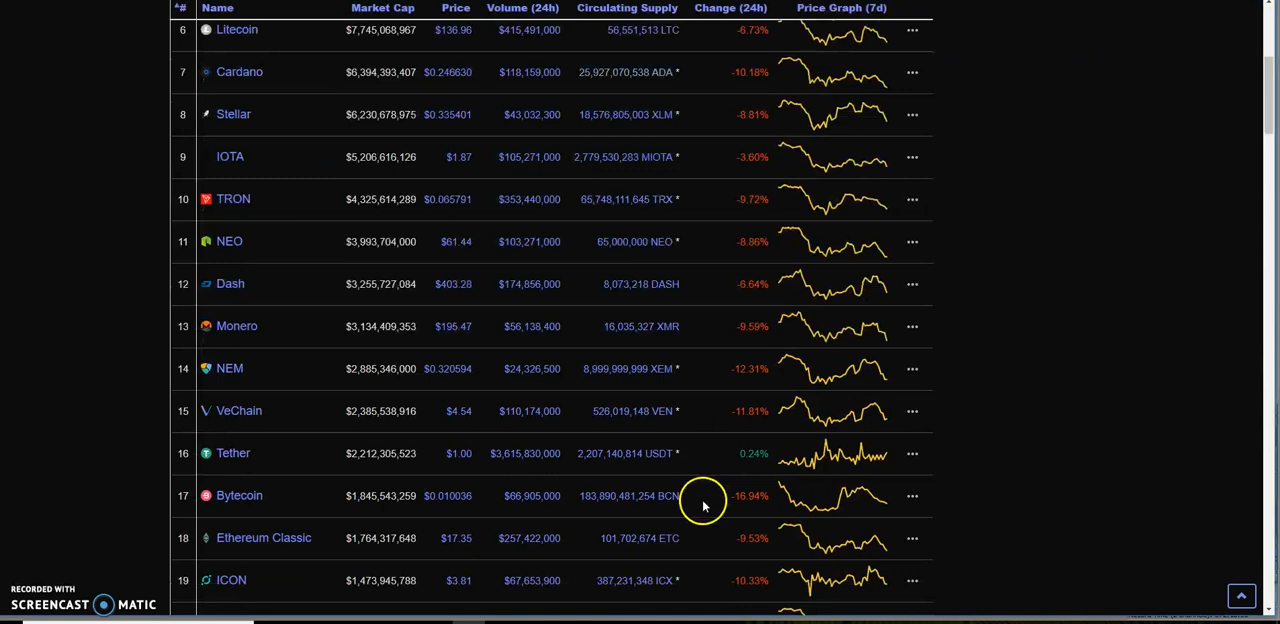 # Name Market Cap Price Volume (24h) Circulating Supply Change (24h) Price Graph (7d)
6 Litecoin $7,745,068,967 $136.96 $415,491,000 56,551,513 LTC -6.73%
7 Cardano $6,394,393,407 $0.246630 $118,159,000 25,927,070,538 ADA * -10.18%
8 Stellar $6,230,678,975 $0.335401 $43,032,300 18,576,805,003 XLM * -8.81%
9 IOTA $5,206,616,126 $1.87 $105,271,000 2,779,530,283 MIOTA * -3.60%
10 TRON $4,325,614,289 $0.065791 $353,440,000 65,748,111,645 TRX * -9.72%
11 NEO $3,993,704,000 $61.44 $103,271,000 65,000,000 NEO * -8.86%
12 Dash $3,255,727,084 $403.28 $174,856,000 8,073,218 DASH -6.64%
13 Monero $3,134,409,353 $195.47 $56,138,400 16,035,327 XMR -9.59%
14 NEM $2,885,346,000 $0.320594 $24,326,500 8,999,999,999 XEM * -12.31%
15 VeChain $2,385,538,916 $4.54 $110,174,000 526,019,148 VEN * -11.81%
16 Tether $2,212,305,523 $1.00 $3,615,830,000 2,207,140,814 USDT * 0.24%
17 Bytecoin $1,845,543,259 $0.010036 $66,905,000 183,890,481,254 BCN -16.94%
18 Ethereum Classic $1,764,317,648 $17.35 $257,422,000 101,702,674 ETC -9.53%
19 ICON $1,473,945,788 $3.81 $67,653,900 387,231,348 ICX * -10.33%
RECORDED WITH
SCREENCAST MATIC